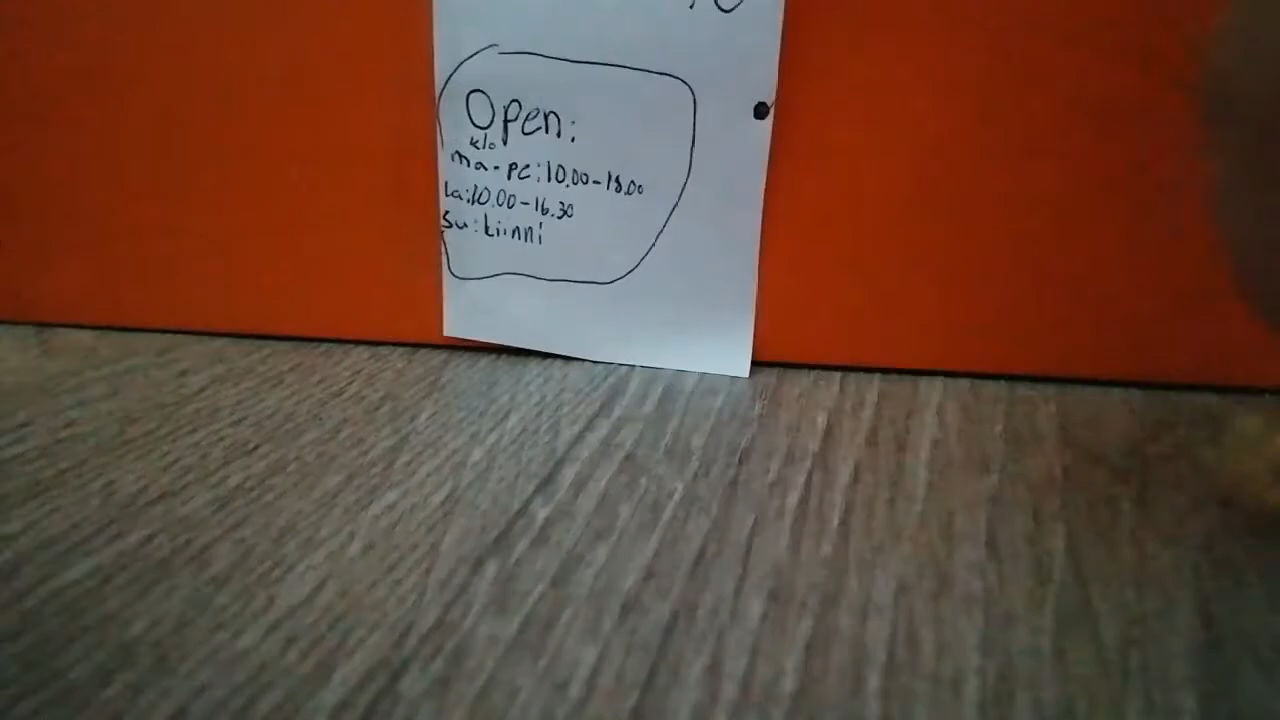 Open:
klo
ma-pe:10.00-18.00
la:10.00-16.30
su:kiinni